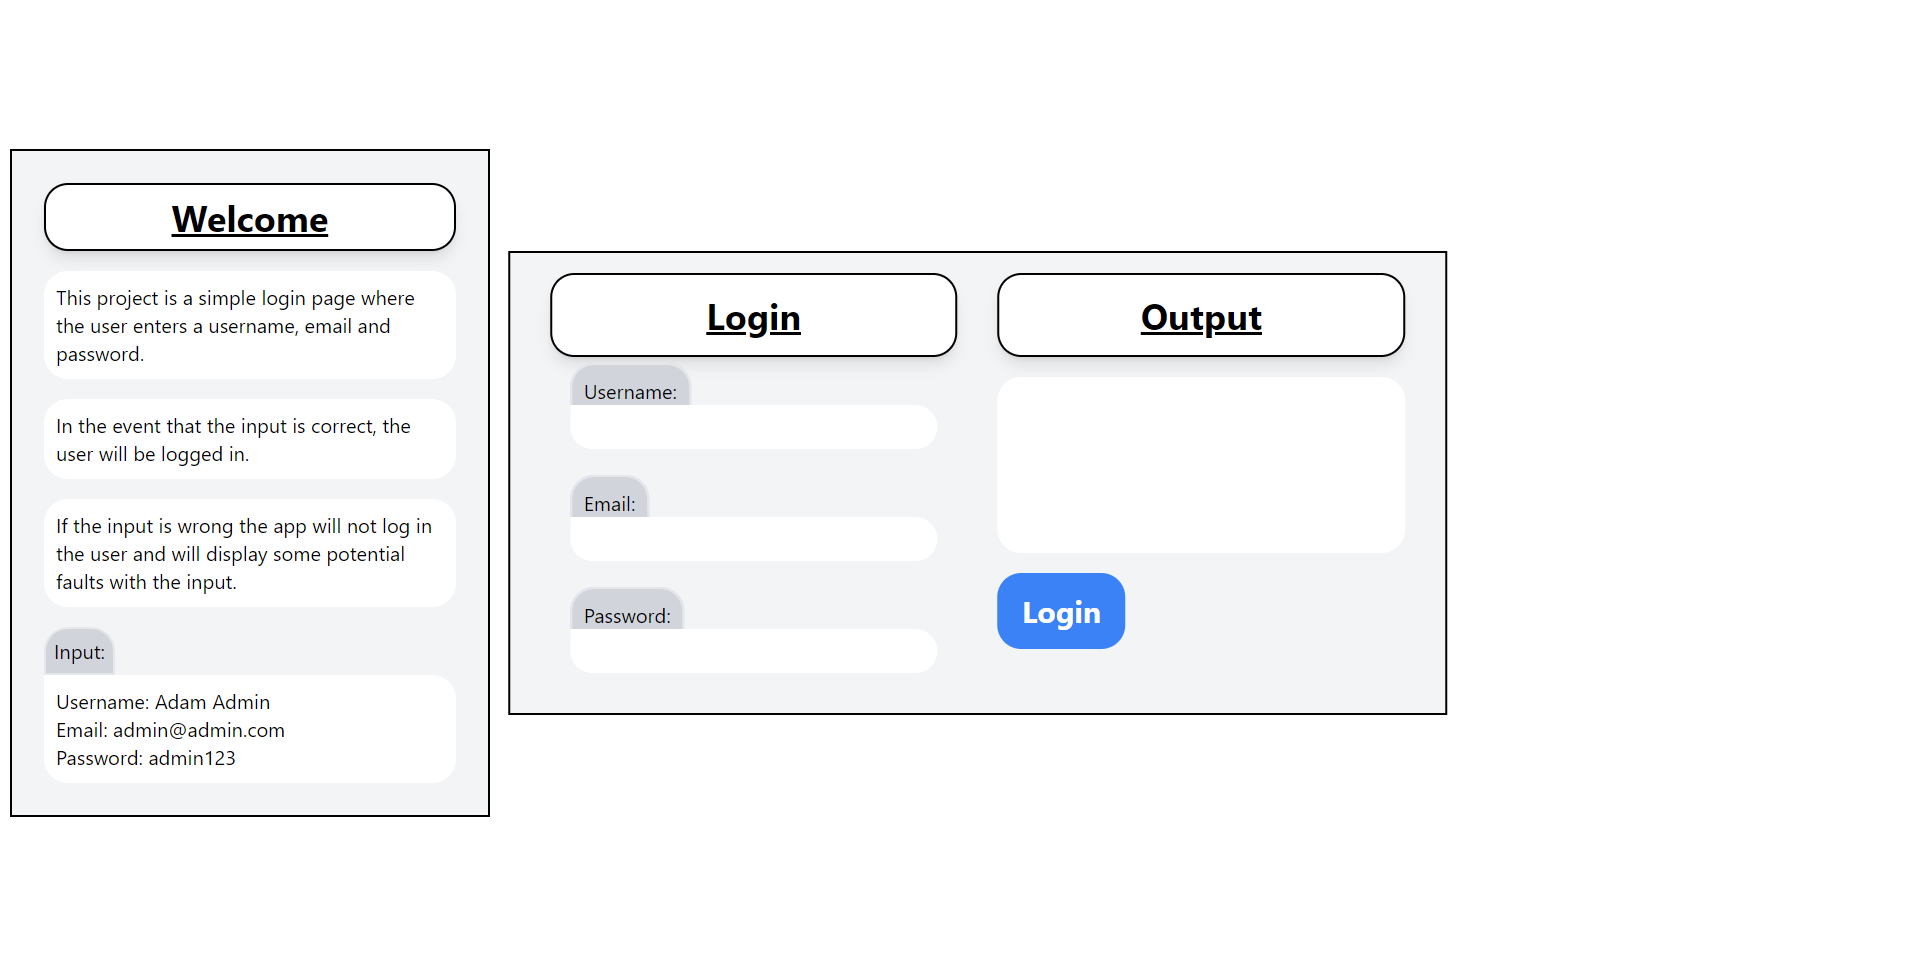 Welcome
This project is a simple login page where
the user enters a username, email and
password.
In the event that the input is correct, the
user will be logged in.
If the input is wrong the app will not log in
the user and will display some potential
faults with the input.
Input:
Username: Adam Admin
Email: admin@admin.com
Password: admin123
Login
Username:
Email:
Password:
Output
Login